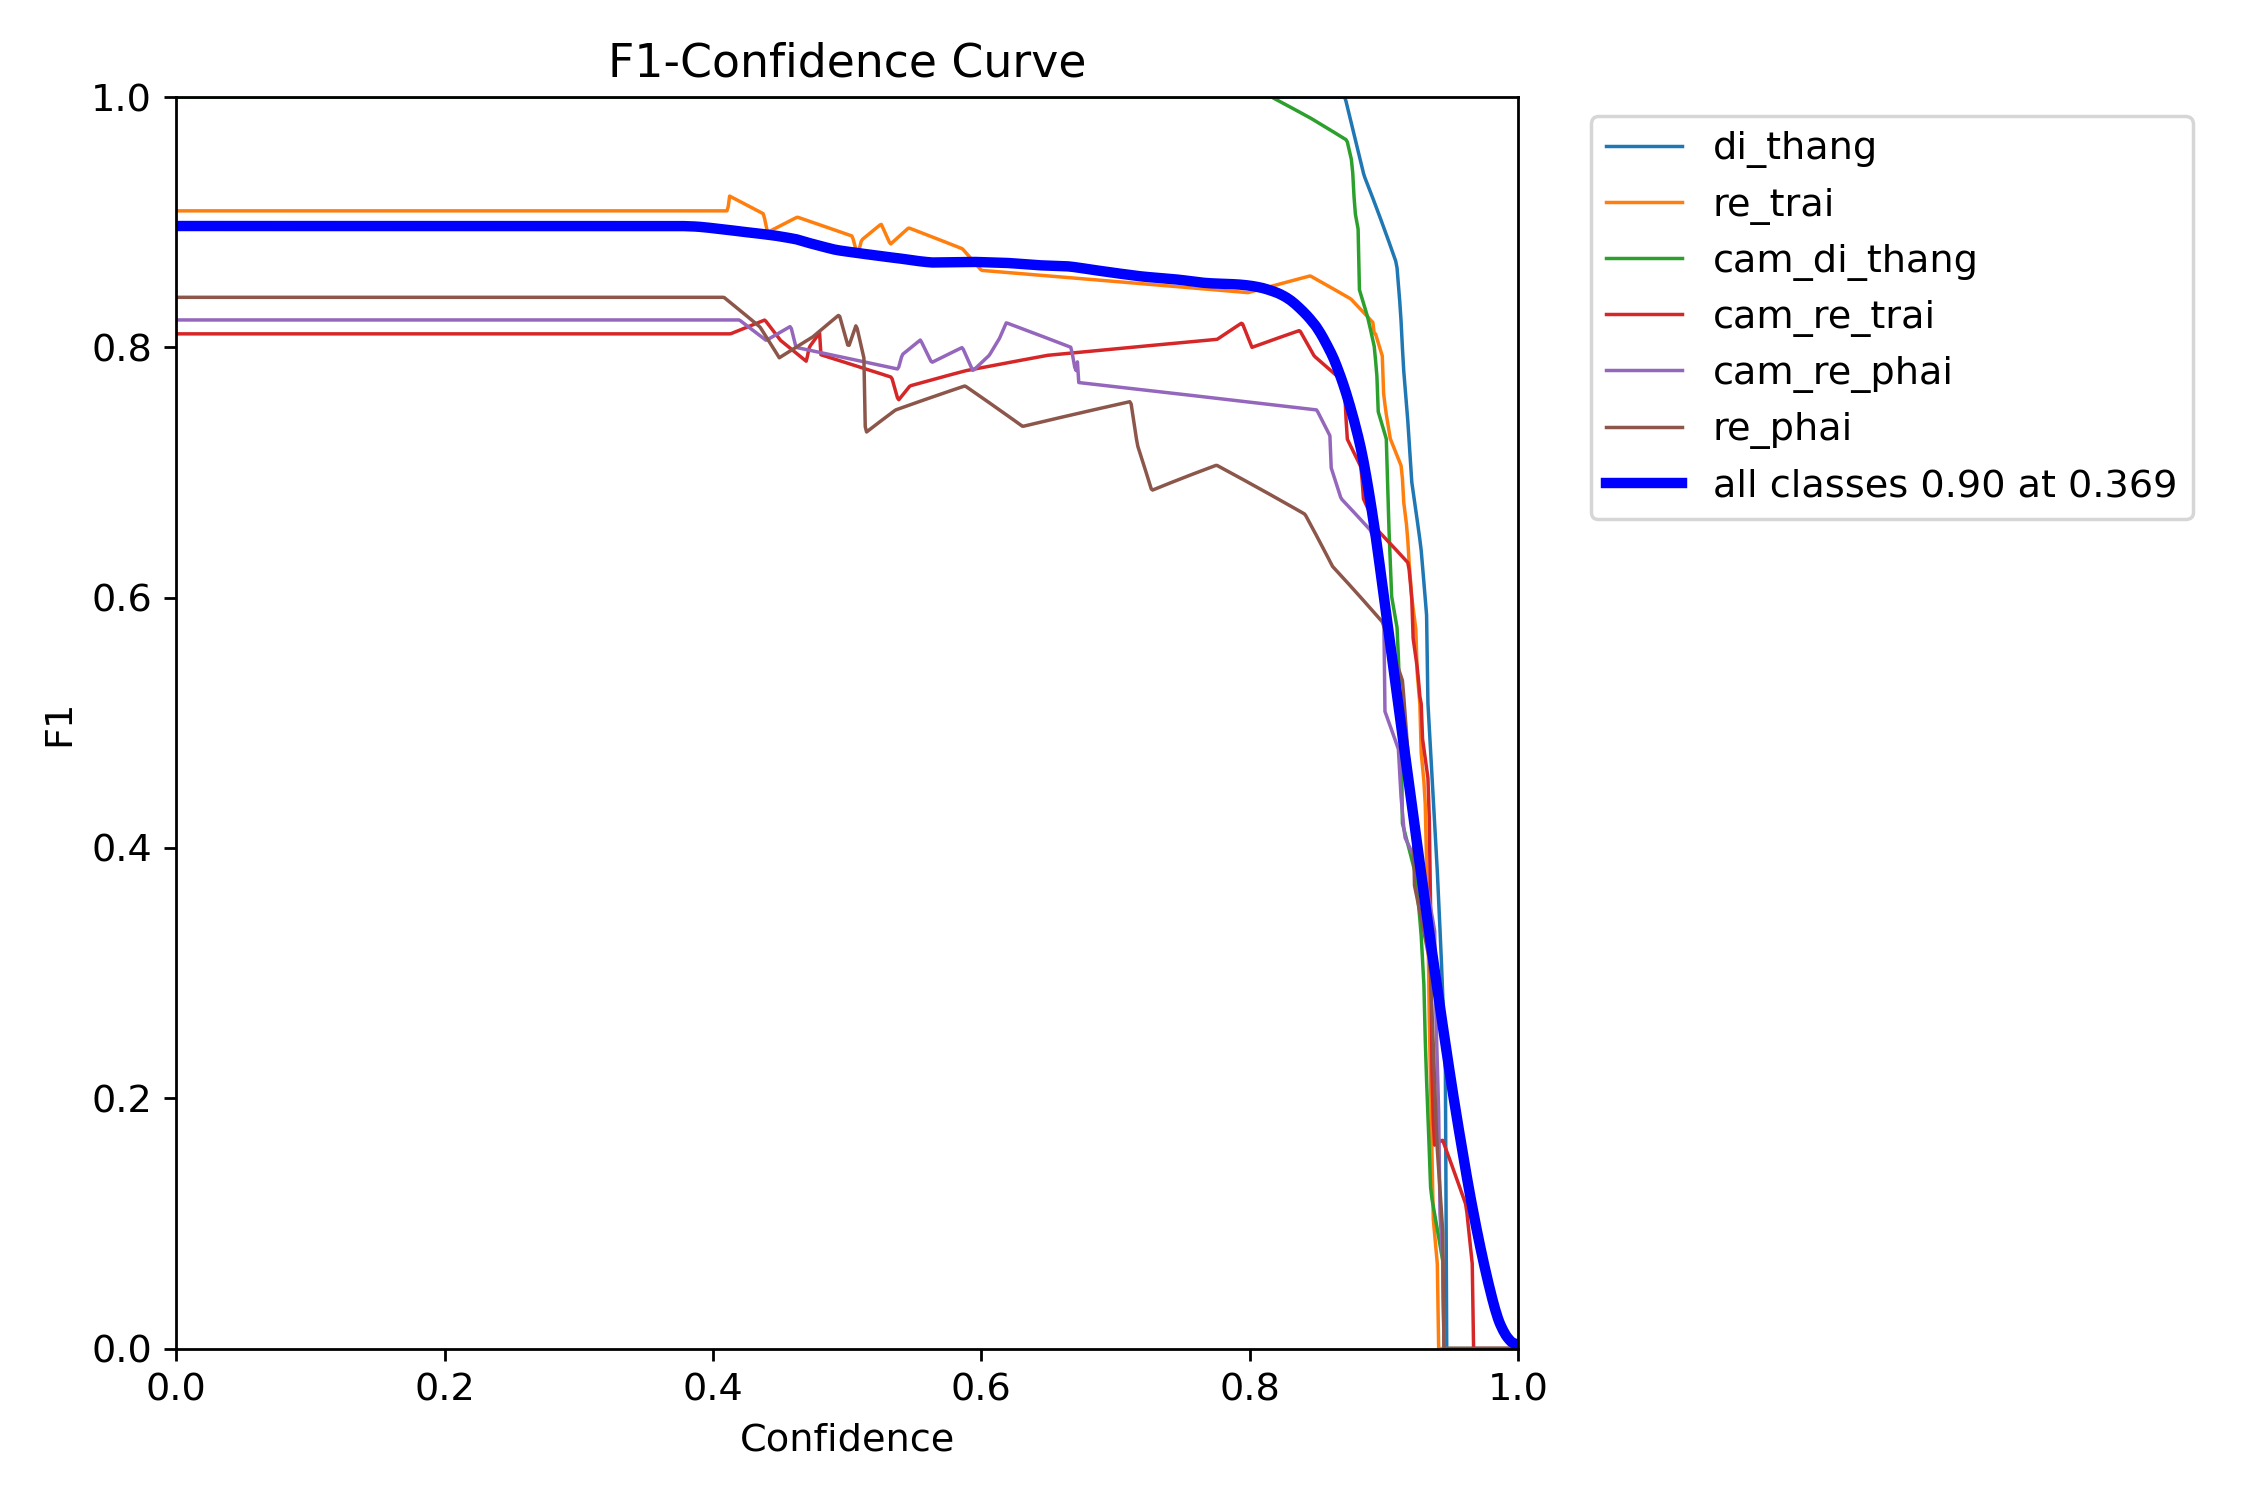 F1-Confidence Curve
1.0
0.8
0.6
0.4
0.2
0.0
F1
0.0 0.2 0.4 0.6 0.8 1.0
Confidence
di_thang
re_trai
cam_di_thang
cam_re_trai
cam_re_phai
re_phai
all classes 0.90 at 0.369